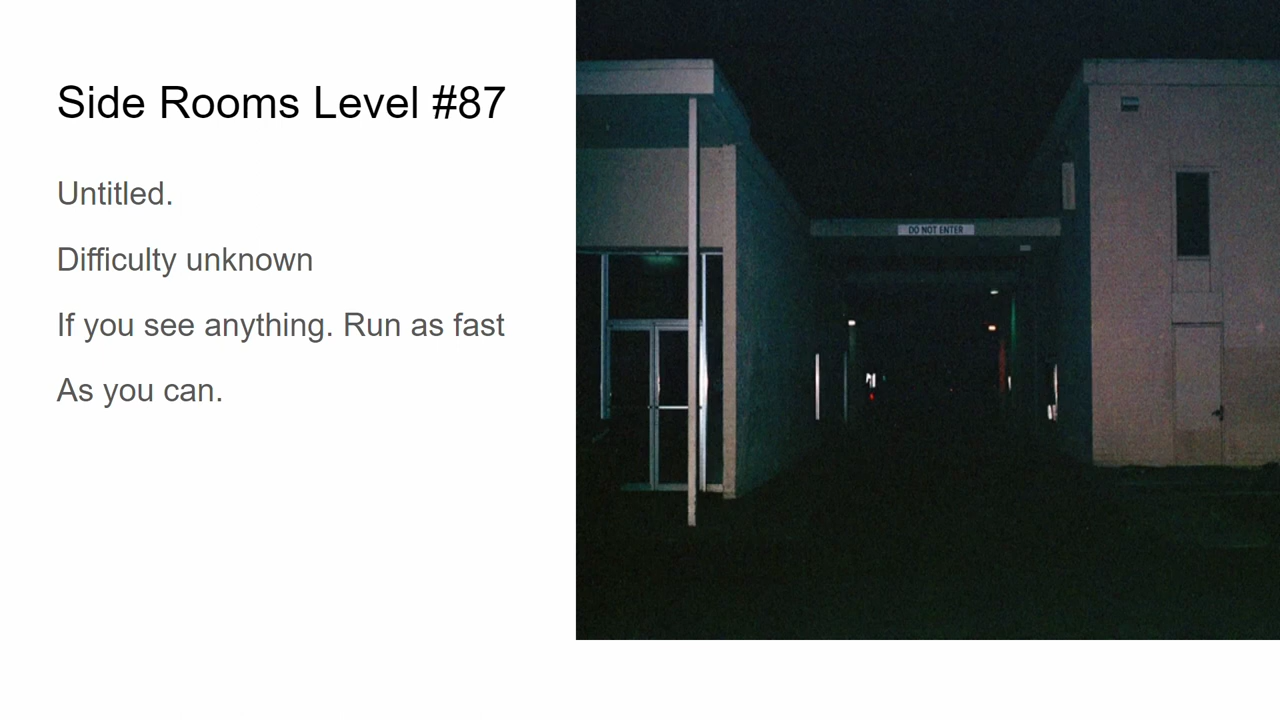 Side Rooms Level #87
Untitled.
Difficulty unknown
If you see anything. Run as fast
As you can.
DO NOT ENTER